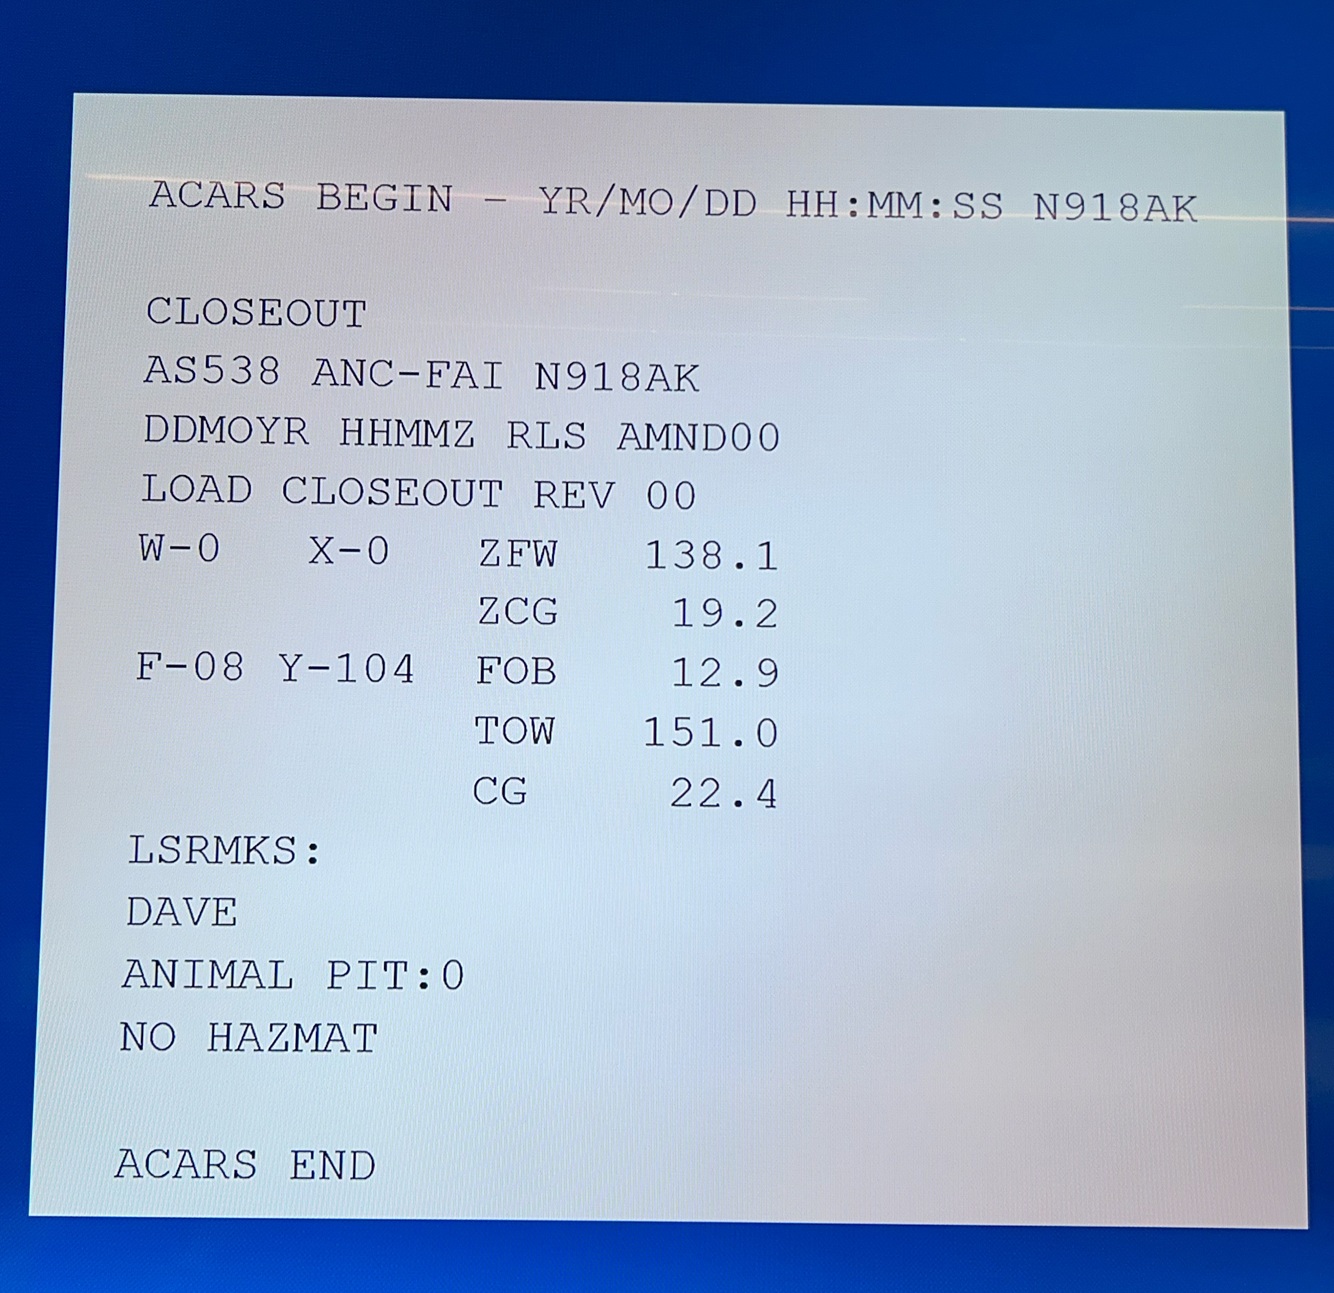 ACARS BEGIN - YR/MO/DD HH:MM:SS N918AK
CLOSEOUT
AS538 ANC-FAI N918AK
DDMOYR HHMMZ RLS AMND00
LOAD CLOSEOUT REV 00
W-0 X-0 ZFW 138.1
ZCG 19.2
F-08 Y-104 FOB 12.9
TOW 151.0
CG 22.4
LSRMKS:
DAVE
ANIMAL PIT:0
NO HAZMAT
ACARS END